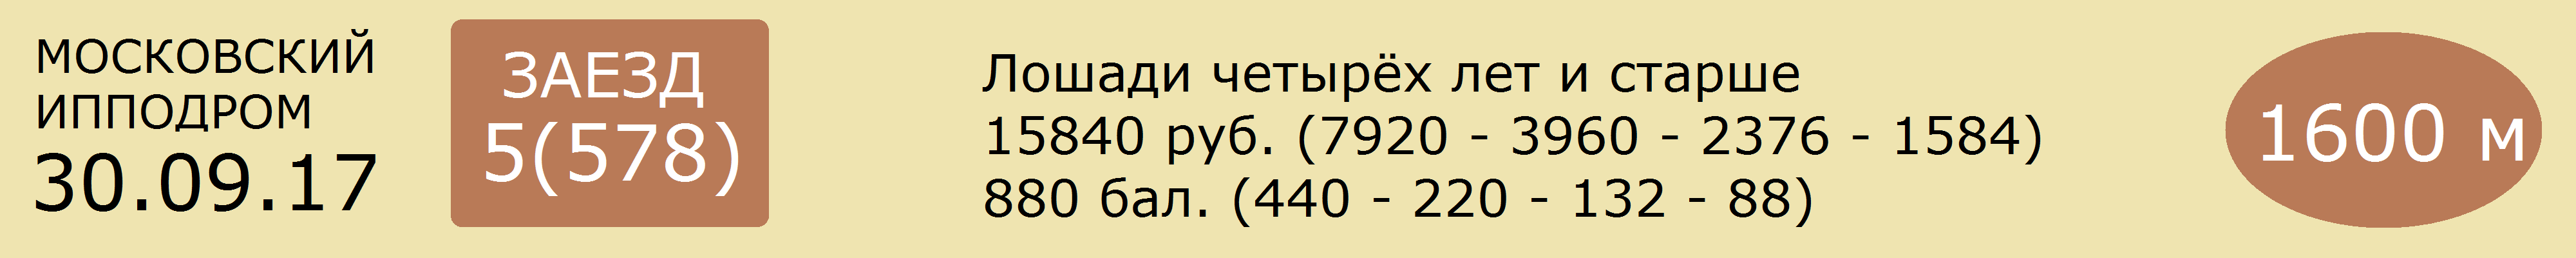 МОСКОВСКИЙ
ИППОДРОМ
30.09.17
ЗАЕЗД
5(578)
Лошади четырёх лет и старше
15840 руб. (7920 - 3960 - 2376 - 1584)
880 бал. (440 - 220 - 132 - 88)
1600 м